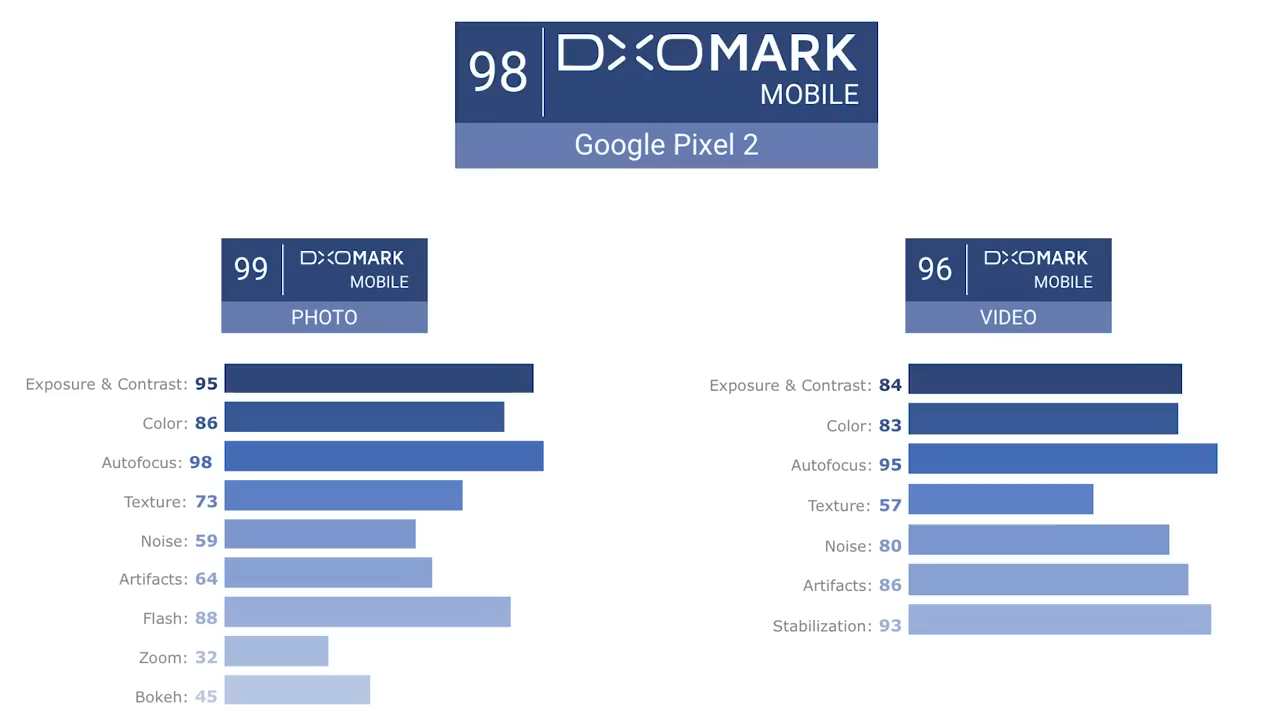 98 DXOMARK
MOBILE
Google Pixel 2
99 DXOMARK
MOBILE
PHOTO
Exposure & Contrast: 95
Color: 86
Autofocus: 98
Texture: 73
Noise: 59
Artifacts: 64
Flash: 88
Zoom: 32
Bokeh: 45
96 DXOMARK
MOBILE
VIDEO
Exposure & Contrast: 84
Color: 83
Autofocus: 95
Texture: 57
Noise: 80
Artifacts: 86
Stabilization: 93